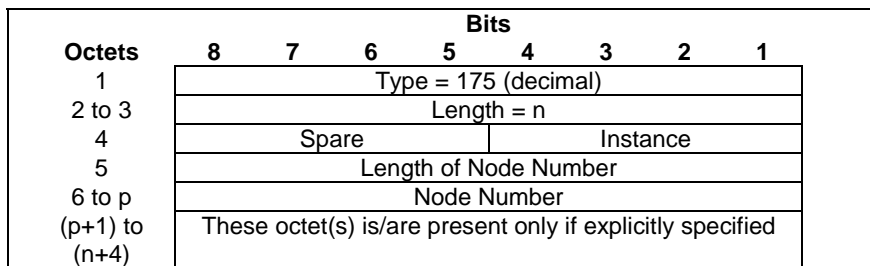 Bits
Octets 8 7 6 5 4 3 2 1
1 Type = 175 (decimal)
2 to 3 Length = n
4 Spare Instance
5 Length of Node Number
6 to p Node Number
(p+1) to These octet(s) is/are present only if explicitly specified
(n+4)